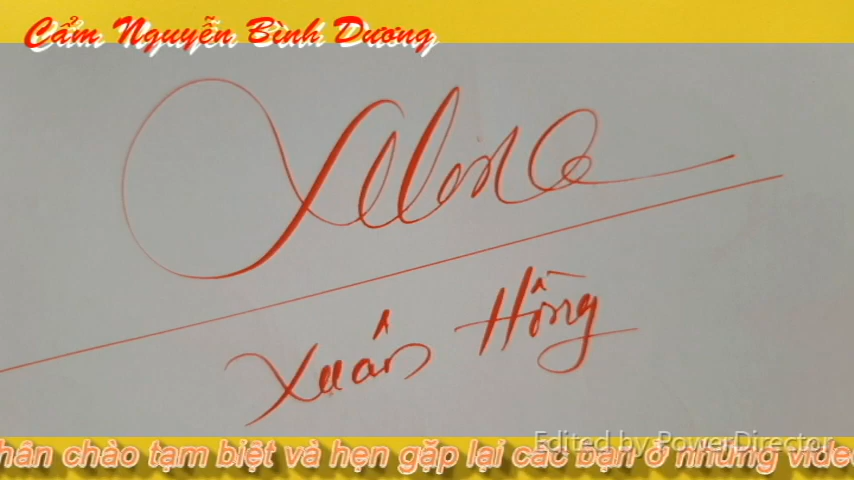 Cẩm Nguyễn Bình Dương
Xuân Hồng
Edited by PowerDirector
hân chào tạm biệt và hẹn gặp lại các bạn ở những vide